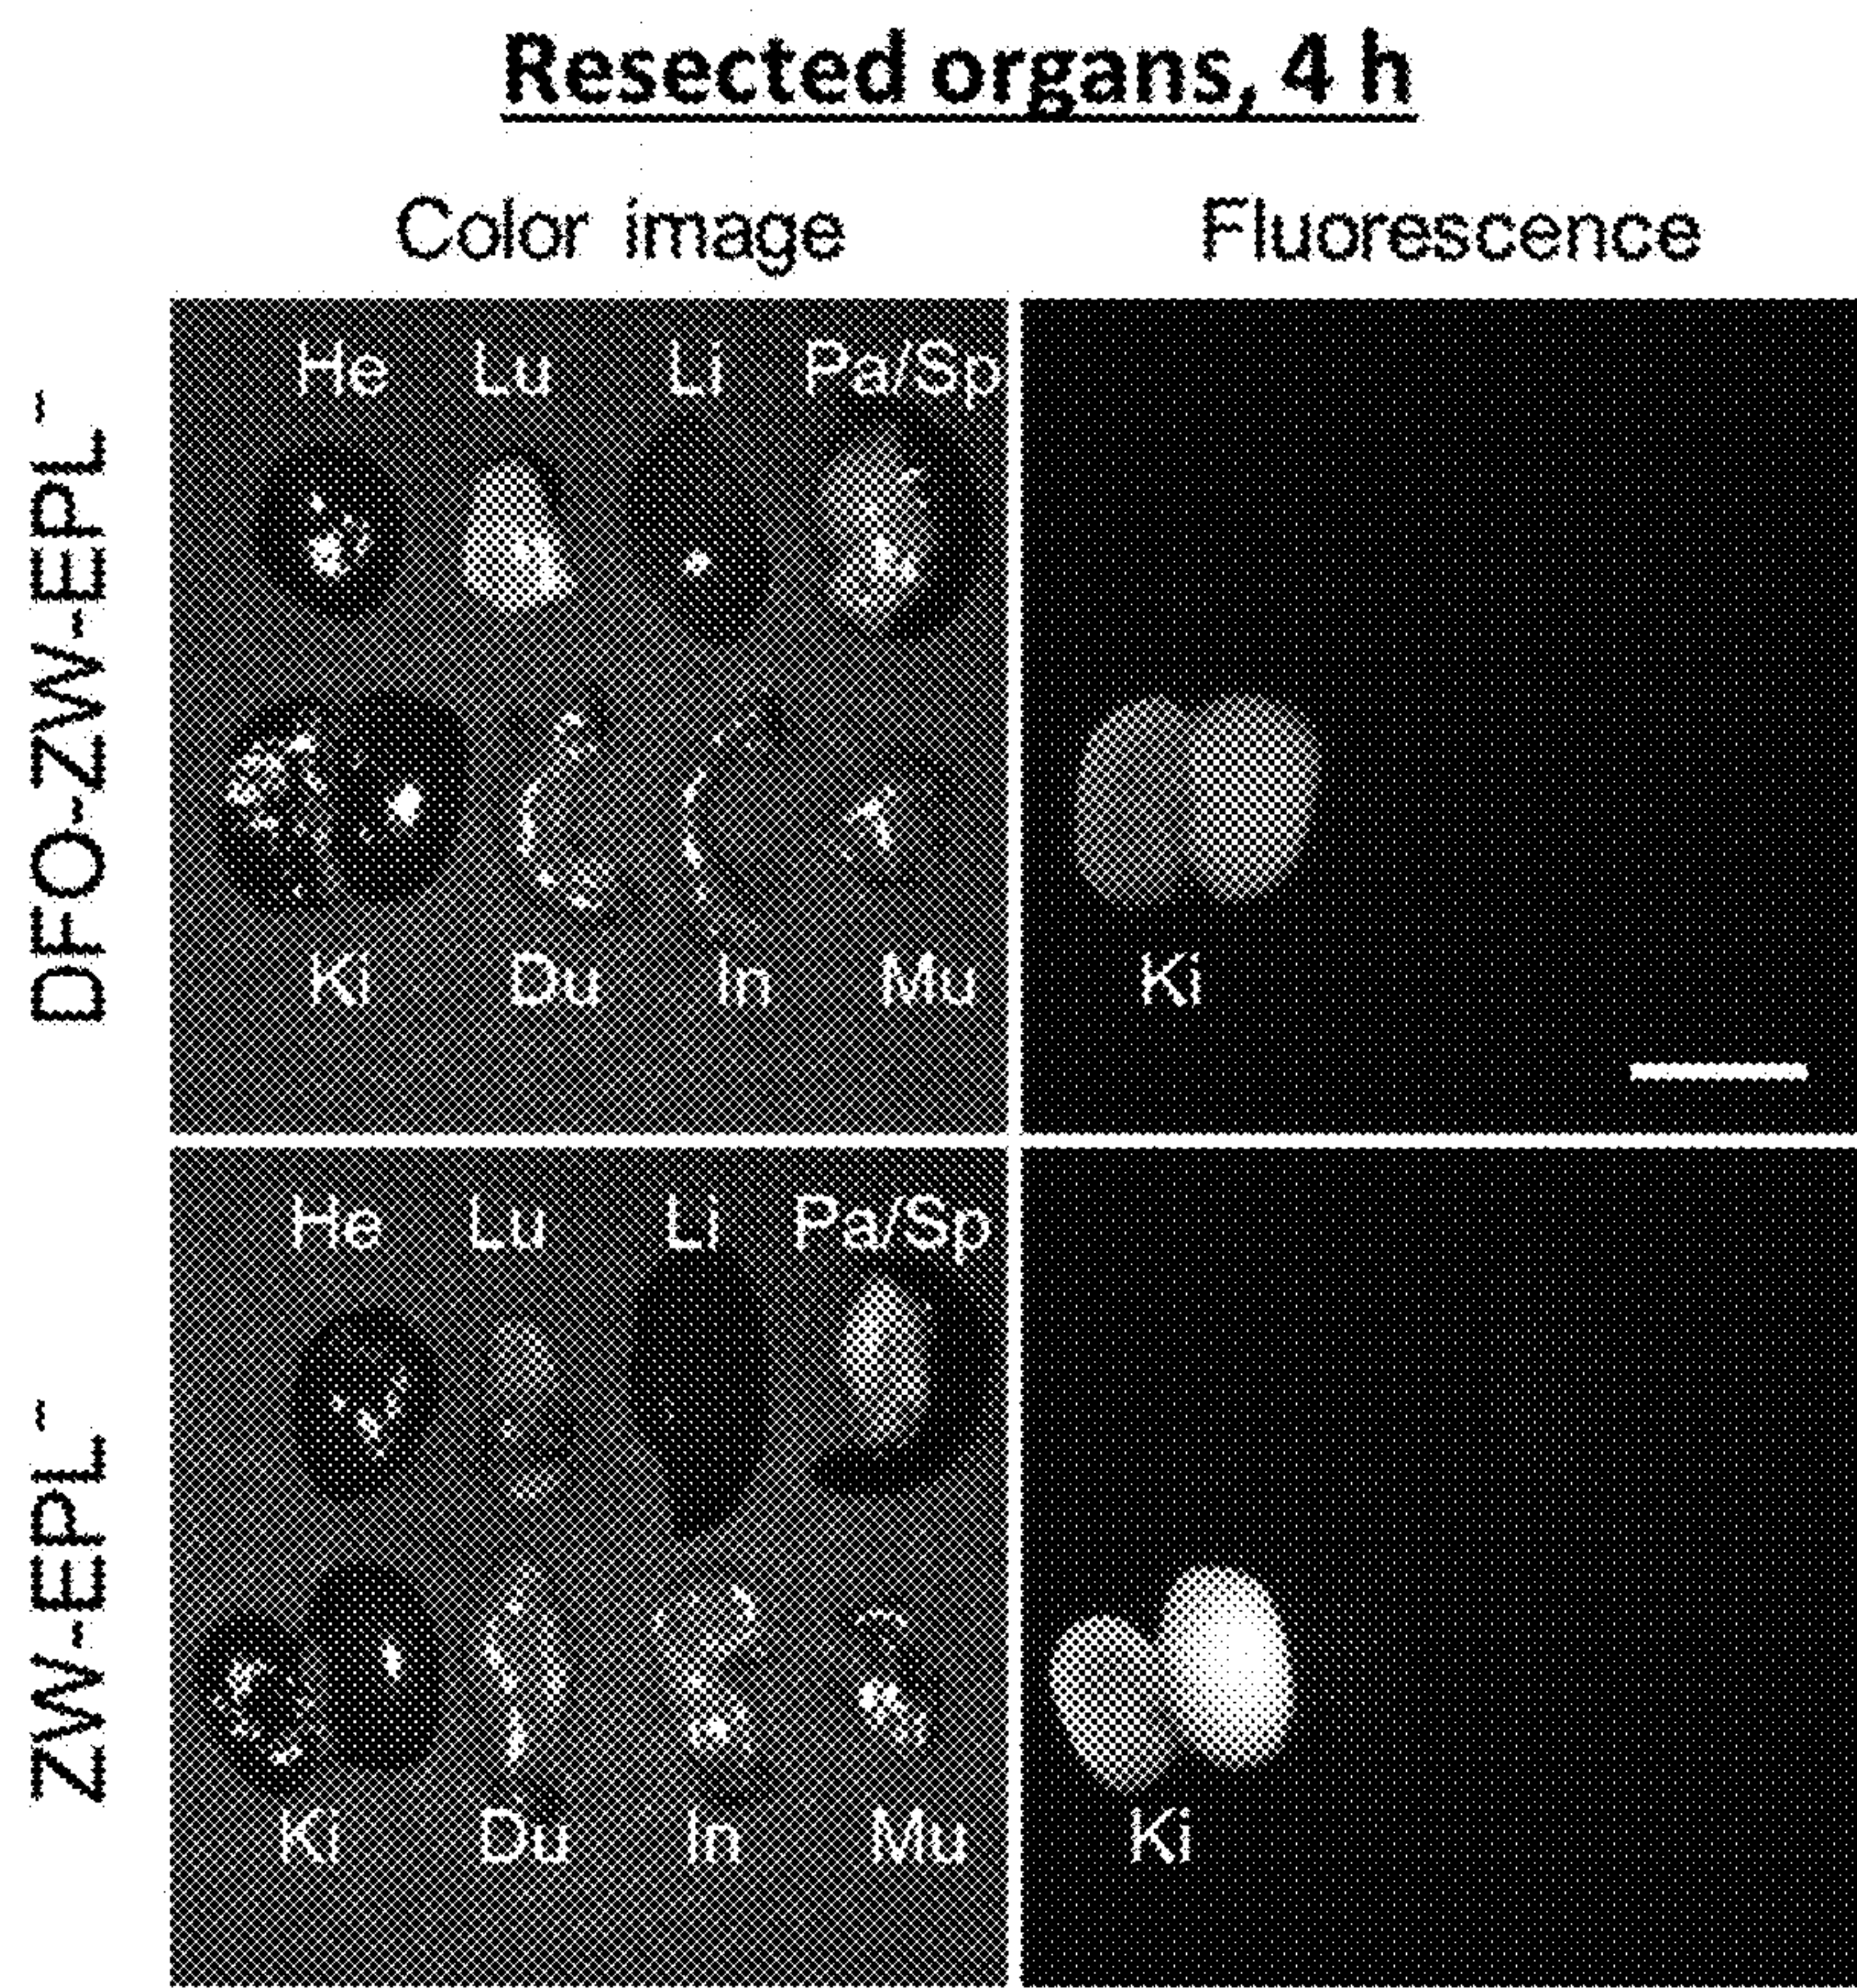 Resected organs, 4 h
Color image Fluorescence
DFO-ZW-EPL⁻
He Lu Li Pa/Sp
Ki Du In Mu
Ki
ZW-EPL⁻
He Lu Li Pa/Sp
Ki Du In Mu
Ki